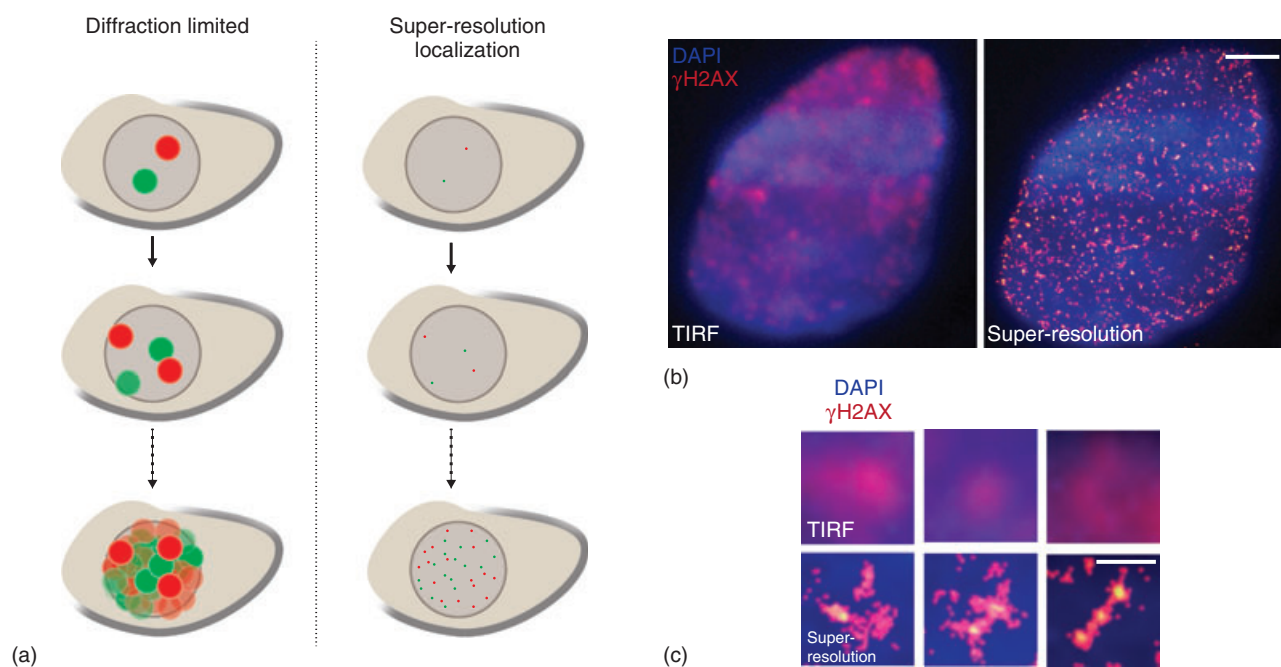 Diffraction limited
Super-resolution
localization
(a)
DAPI
γH2AX
TIRF
Super-resolution
(b)
DAPI
γH2AX
TIRF
Super-
resolution
(c)